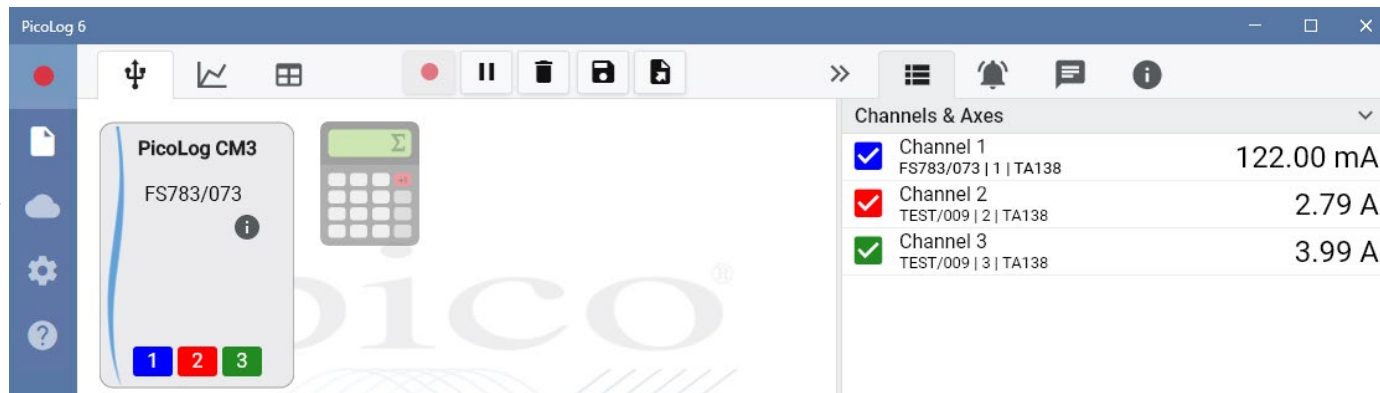 PicoLog 6
PicoLog CM3
FS783/073
1 2 3
Σ
+1
pico®
Channels & Axes
Channel 1
FS783/073 | 1 | TA138
122.00 mA
Channel 2
TEST/009 | 2 | TA138
2.79 A
Channel 3
TEST/009 | 3 | TA138
3.99 A